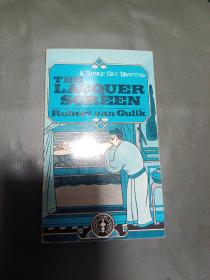 A JUDGE DEE MYSTERY
THE
LACQUER
SCREEN
Robert van Gulik